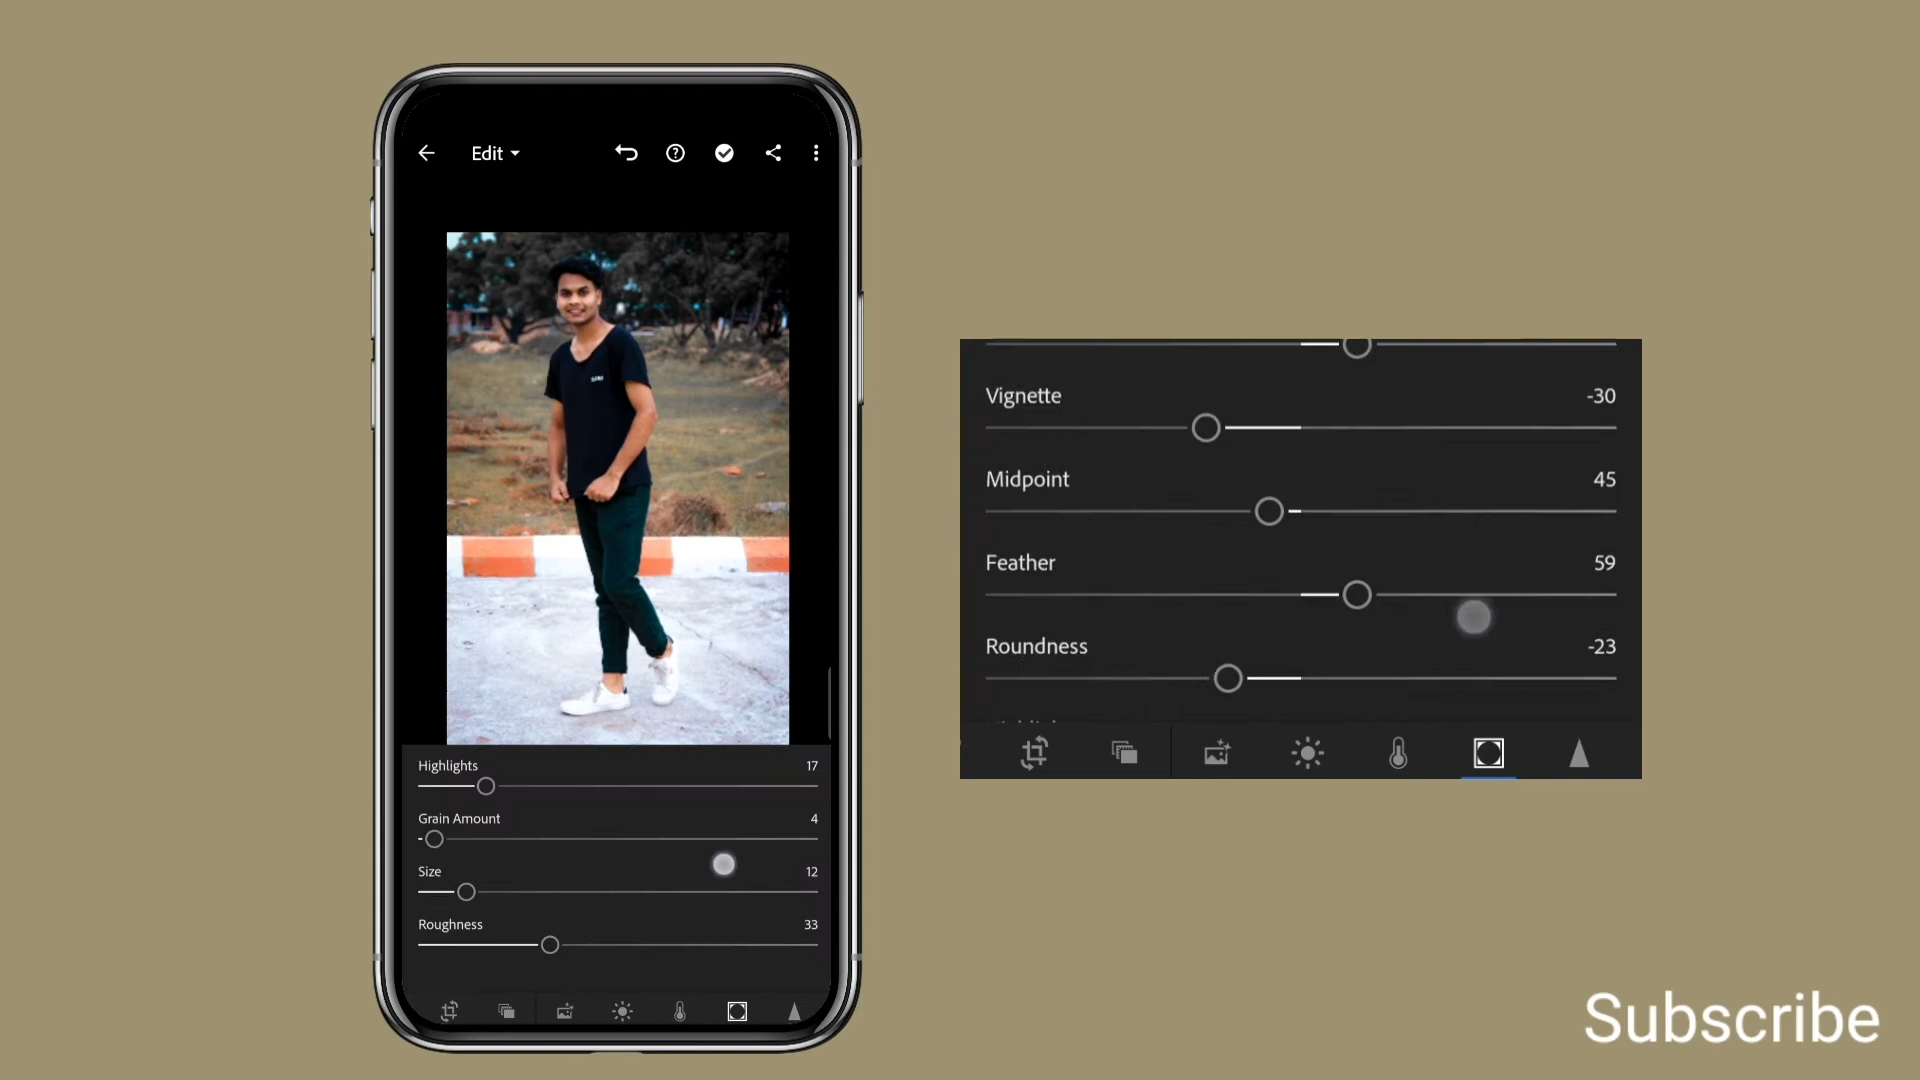 Edit
Highlights 17
Grain Amount 4
Size 12
Roughness 33
Vignette -30
Midpoint 45
Feather 59
Roundness -23
Subscribe